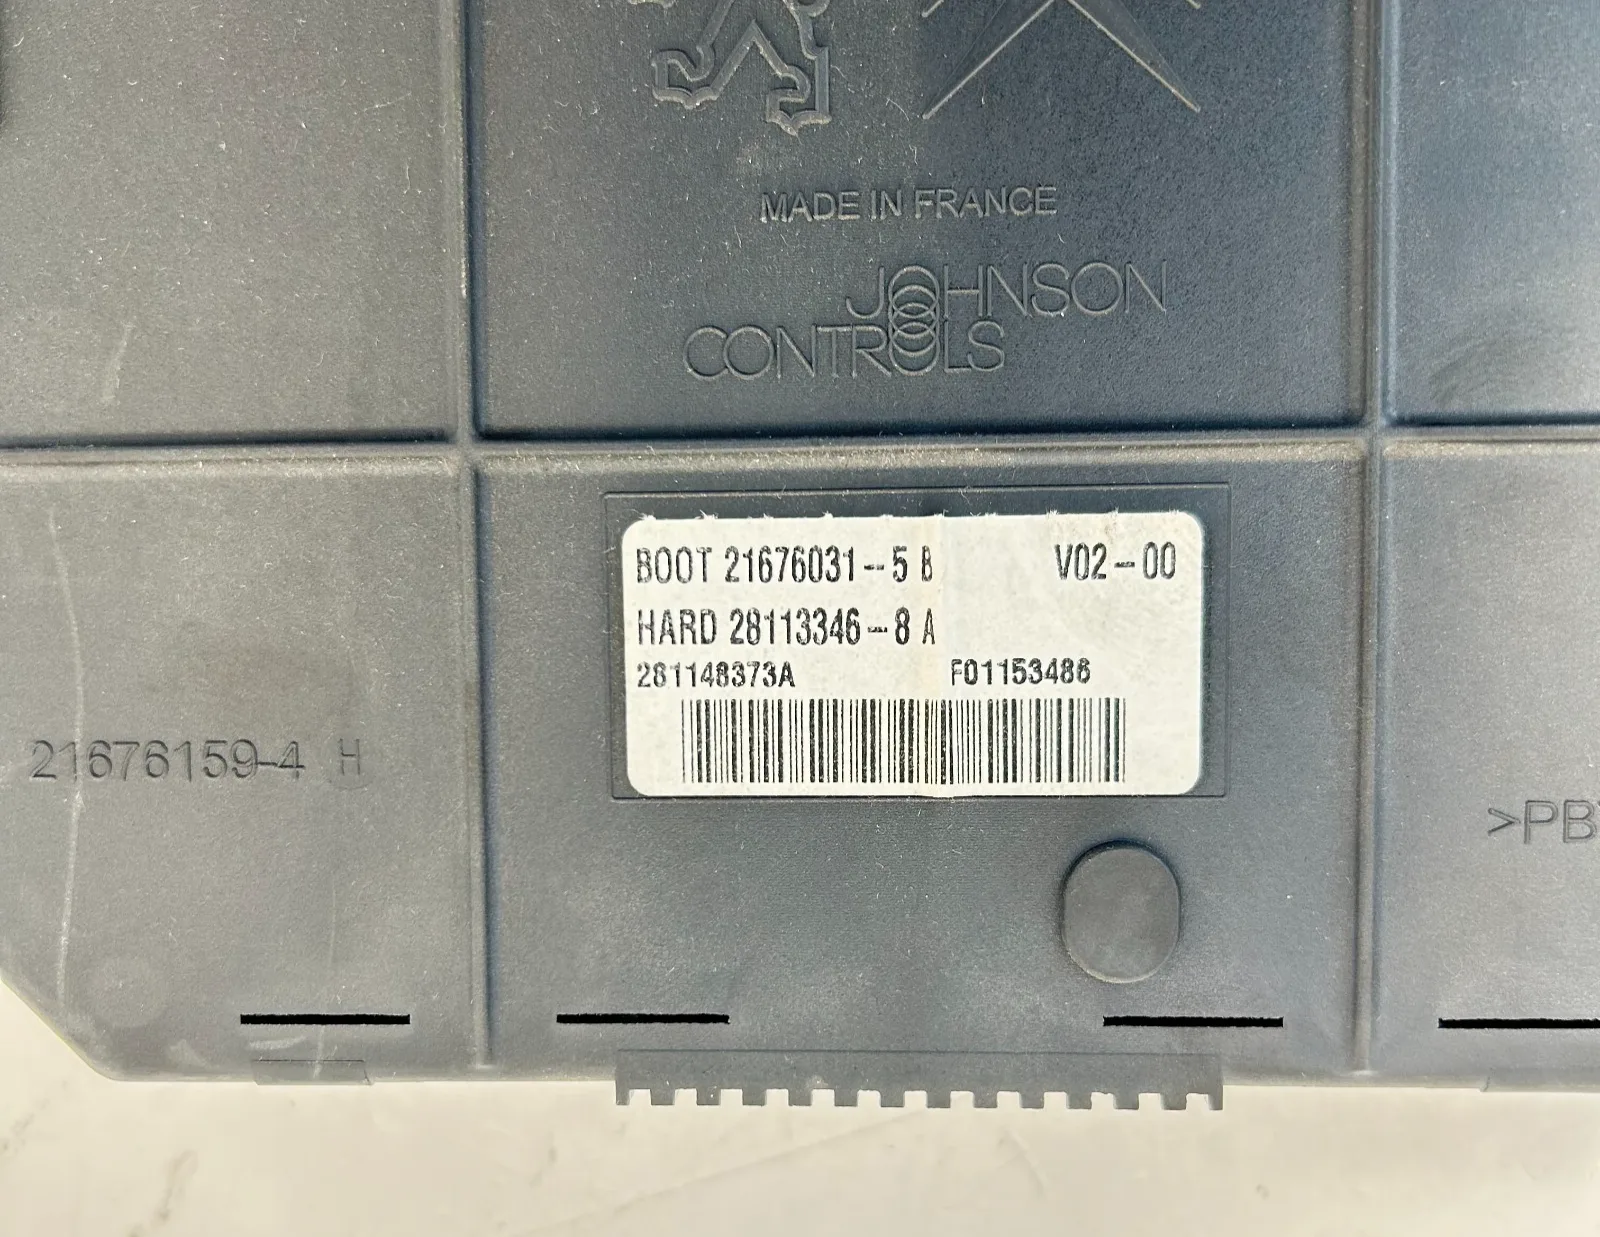 MADE IN FRANCE
JOHNSON
CONTROLS
BOOT 21676031--5 B V02-00
HARD 28113346-8 A
281148373A F01153486
21676159-4 H
>PB